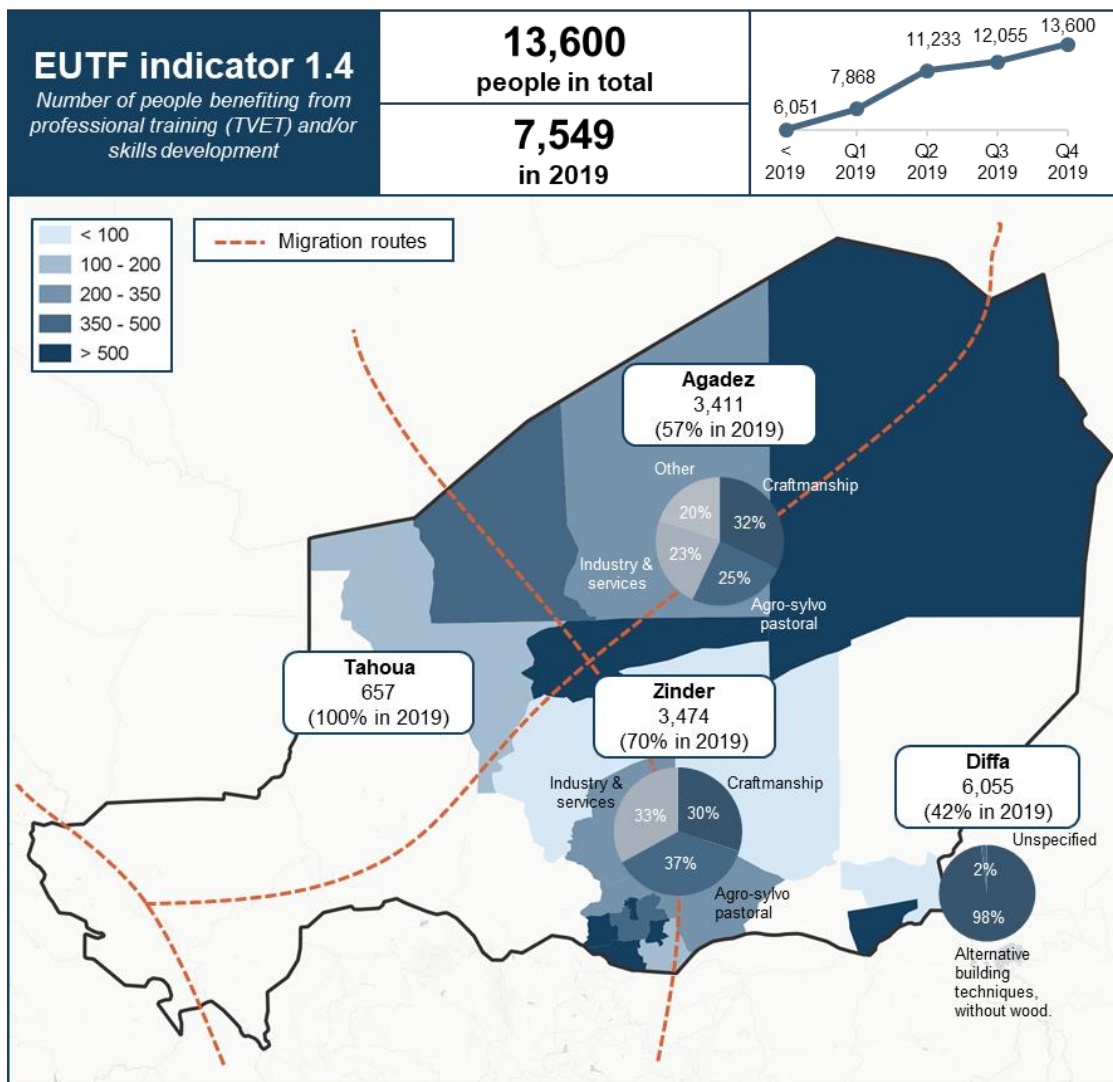 EUTF indicator 1.4
Number of people benefiting from
professional training (TVET) and/or
skills development
13,600
people in total
7,549
in 2019
6,051
7,868
11,233
12,055
13,600
<
2019
Q1
2019
Q2
2019
Q3
2019
Q4
2019
< 100
100 - 200
200 - 350
350 - 500
> 500
Migration routes
Agadez
3,411
(57% in 2019)
Other
Craftmanship
20%
32%
23%
25%
Industry &
services
Agro-sylvo
pastoral
Tahoua
657
(100% in 2019)
Zinder
3,474
(70% in 2019)
Industry &
services
Craftmanship
33%
30%
37%
Agro-sylvo
pastoral
Diffa
6,055
(42% in 2019)
Unspecified
2%
98%
Alternative
building
techniques,
without wood.